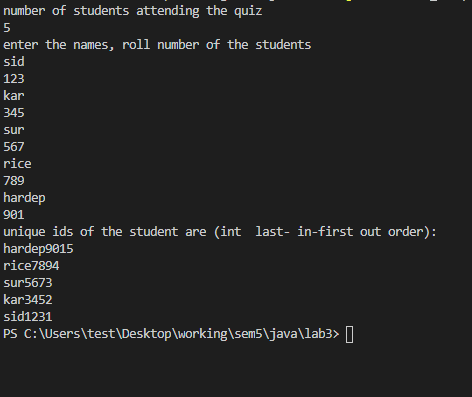 number of students attending the quiz
5
enter the names, roll number of the students
sid
123
kar
345
sur
567
rice
789
hardep
901
unique ids of the student are (int  last- in-first out order):
hardep9015
rice7894
sur5673
kar3452
sid1231
PS C:\Users\test\Desktop\working\sem5\java\lab3>